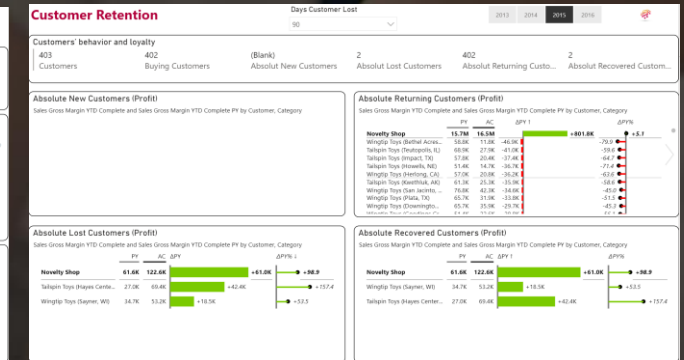 Customer Retention
Days Customer Lost
90
2013 2014 2015 2016
Customers' behavior and loyalty
403 402 (Blank) 2 402 2
Customers Buying Customers Absolut New Customers Absolut Lost Customers Absolut Returning Custo... Absolut Recovered Custom...
Absolute New Customers (Profit)
Sales Gross Margin YTD Complete and Sales Gross Margin YTD Complete PY by Customer, Category
Absolute Returning Customers (Profit)
Sales Gross Margin YTD Complete and Sales Gross Margin YTD Complete PY by Customer, Category
PY AC ΔPY ↑ ΔPY%
Novelty Shop 15.7M 16.5M +801.8K +5.1
Wingtip Toys (Bethel Acres... 58.8K 11.8K -46.9K -79.9
Tailspin Toys (Teutopolis, IL) 68.9K 27.9K -41.0K -59.6
Tailspin Toys (Impact, TX) 57.8K 20.4K -37.4K -64.7
Tailspin Toys (Howells, NE) 51.4K 14.7K -36.7K -71.4
Wingtip Toys (Herlong, CA) 57.0K 20.8K -36.2K -63.6
Tailspin Toys (Kwethluk, AK) 61.3K 25.3K -35.9K -58.6
Wingtip Toys (San Jacinto, ... 76.8K 42.3K -34.6K -45.0
Wingtip Toys (Plata, TX) 65.7K 31.9K -33.8K -51.5
Wingtip Toys (Downingto... 65.7K 35.9K -29.7K -45.3
Absolute Lost Customers (Profit)
Sales Gross Margin YTD Complete and Sales Gross Margin YTD Complete PY by Customer, Category
PY AC ΔPY ΔPY% ↓
Novelty Shop 61.6K 122.6K +61.0K +98.9
Tailspin Toys (Hayes Cente... 27.0K 69.4K +42.4K +157.4
Wingtip Toys (Sayner, WI) 34.7K 53.2K +18.5K +53.5
Absolute Recovered Customers (Profit)
Sales Gross Margin YTD Complete and Sales Gross Margin YTD Complete PY by Customer, Category
PY AC ΔPY ↑ ΔPY%
Novelty Shop 61.6K 122.6K +61.0K +98.9
Wingtip Toys (Sayner, WI) 34.7K 53.2K +18.5K +53.5
Tailspin Toys (Hayes Center... 27.0K 69.4K +42.4K +157.4